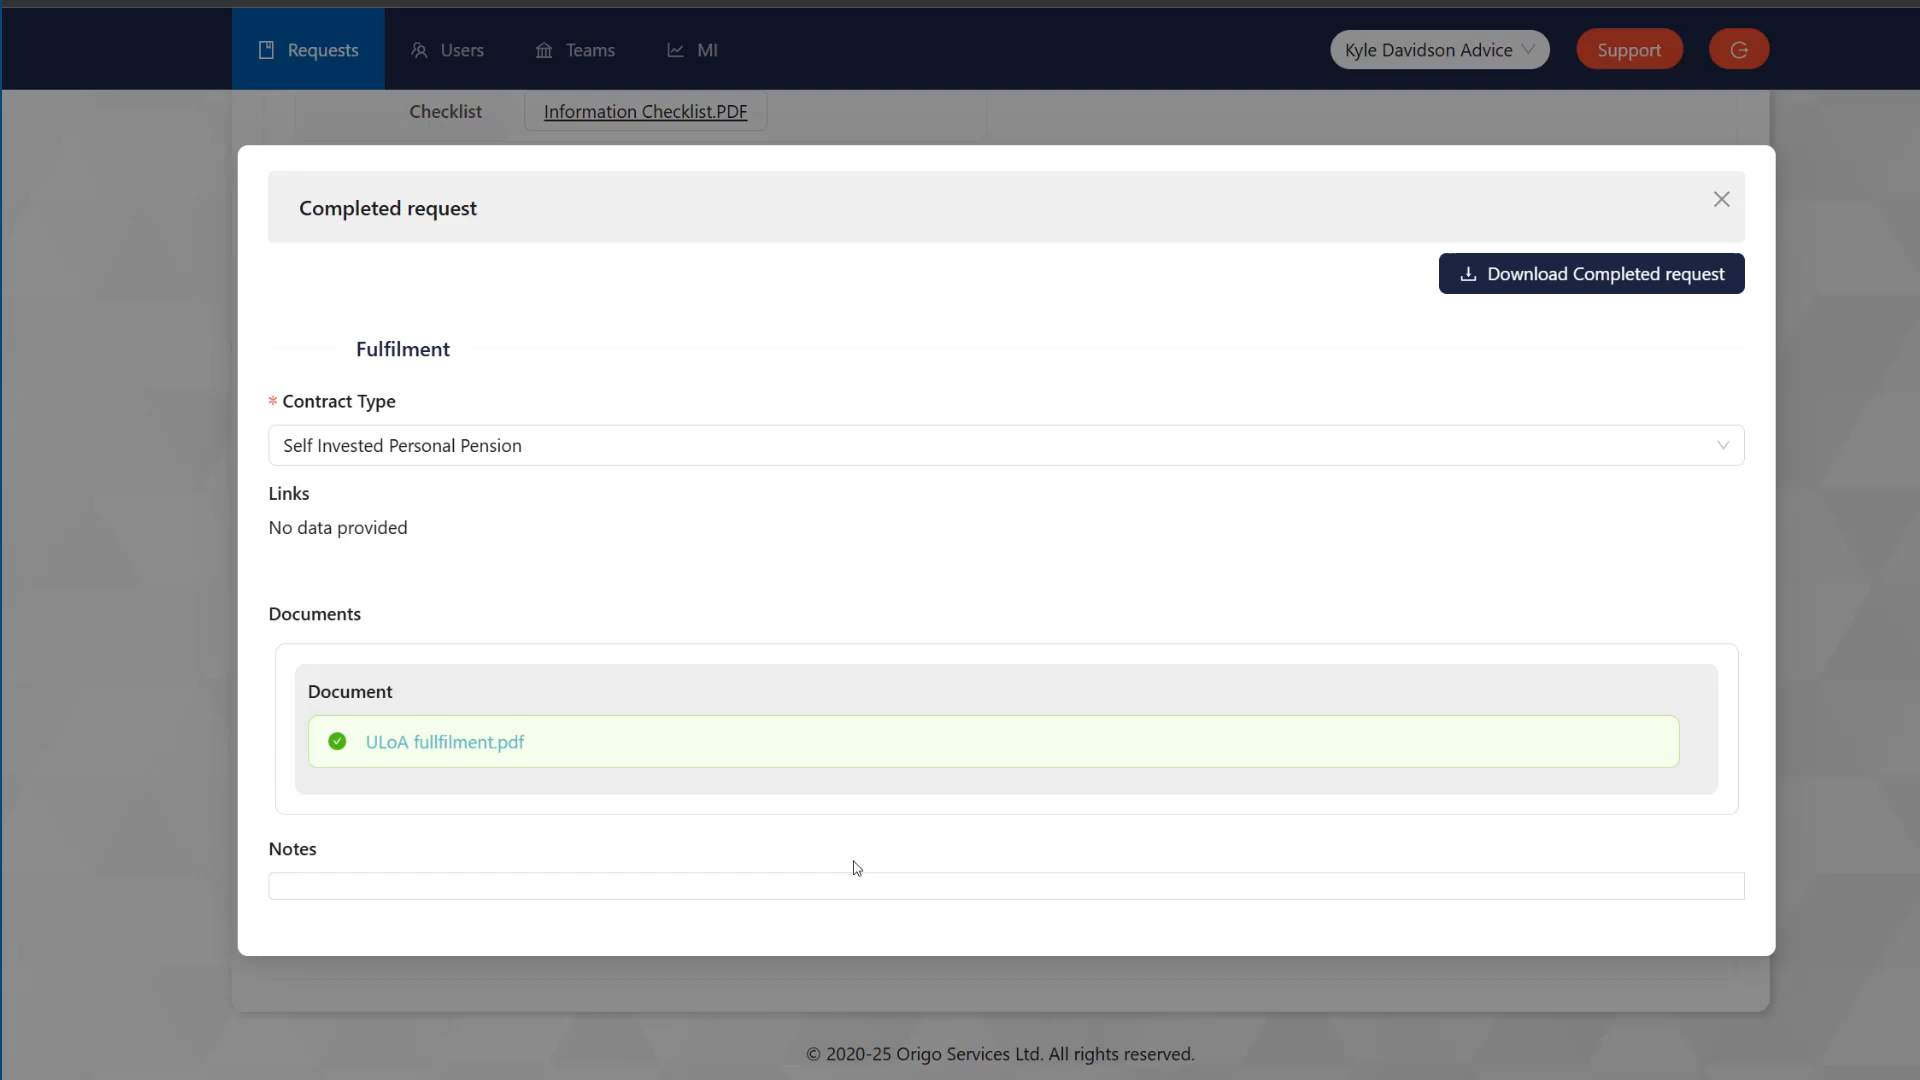 Requests
Users
Teams
MI
Kyle Davidson Advice
Support
Checklist
Information Checklist.PDF
Completed request
Download Completed request
Fulfilment
* Contract Type
Self Invested Personal Pension
Links
No data provided
Documents
Document
ULoA fullfilment.pdf
Notes
© 2020-25 Origo Services Ltd. All rights reserved.